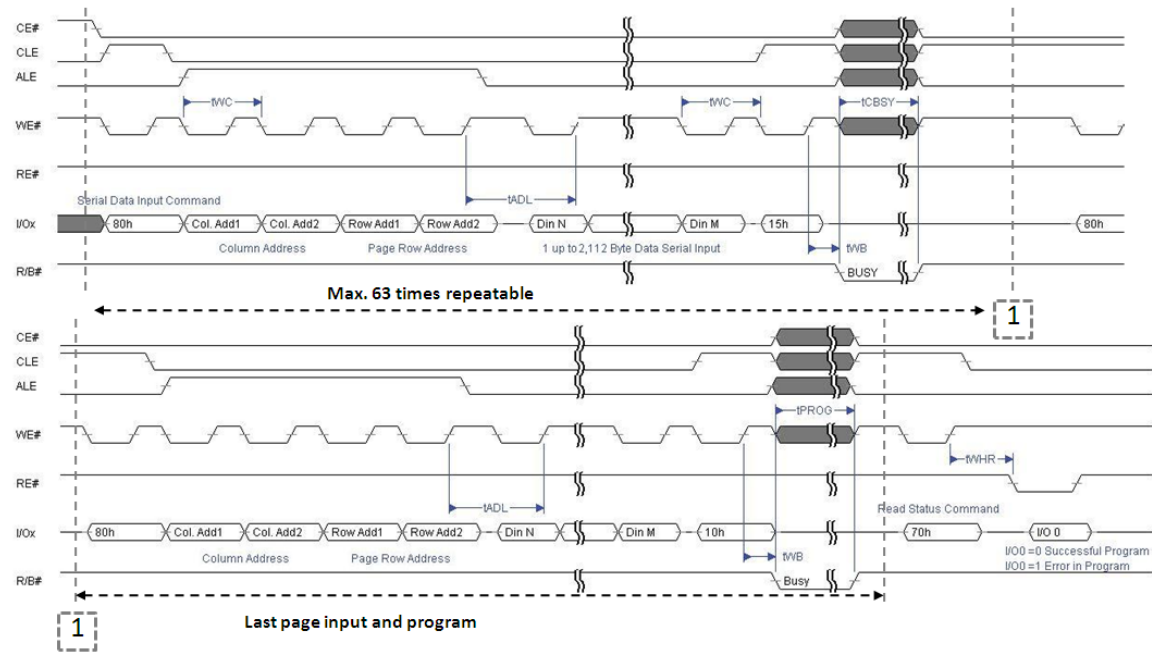 CE#
CLE
ALE
tWC tWC tCBSY
WE#
RE#
tADL
Serial Data Input Command
I/Ox 80h Col. Add1 Col. Add2 Row Add1 Row Add2 Din N Din M 15h 80h
Column Address Page Row Address 1 up to 2,112 Byte Data Serial Input tWB
R/B# BUSY
Max. 63 times repeatable
1
CE#
CLE
ALE
tPROG
WE#
tWHR
RE#
tADL
Read Status Command
I/Ox 80h Col. Add1 Col. Add2 Row Add1 Row Add2 Din N Din M 10h 70h I/O 0
Column Address Page Row Address tWB I/O0 =0 Successful Program
I/O0 =1 Error in Program
R/B# Busy
Last page input and program
1